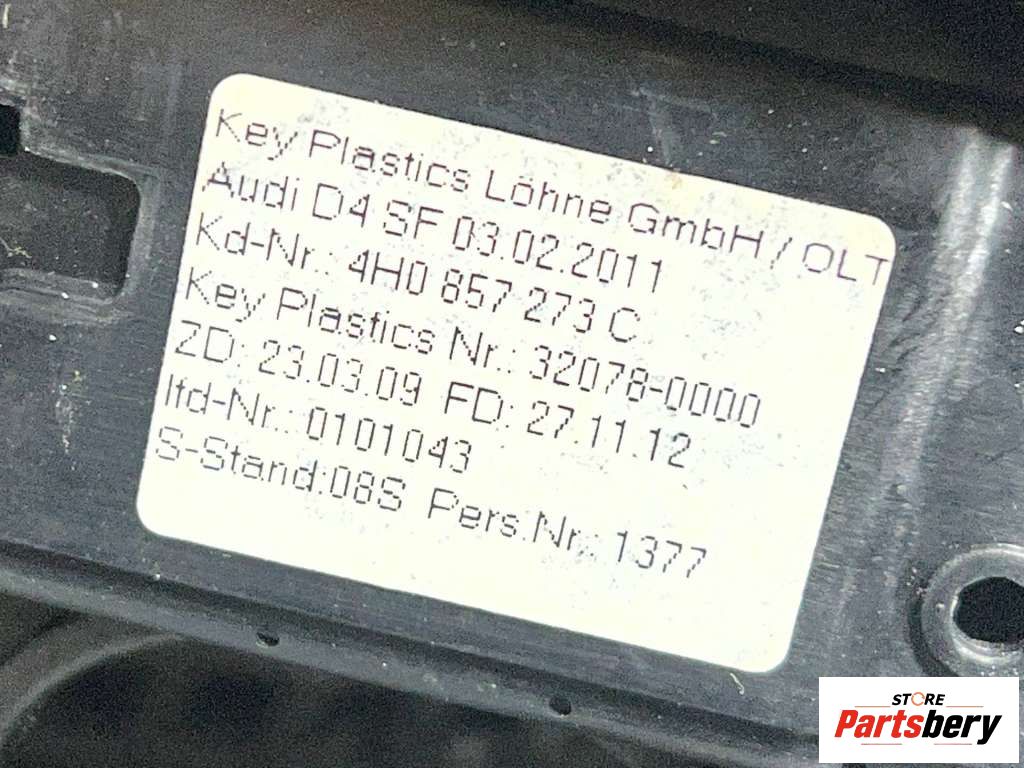 Key Plastics Löhne GmbH / OLT
Audi D4 SF 03.02.2011
Kd-Nr.: 4H0 857 273 C
Key Plastics Nr.: 32078-0000
ZD: 23.03.09 FD: 27.11.12
lfd-Nr.: 0101043
S-Stand:08S Pers.Nr.: 1377
STORE
Partsbery